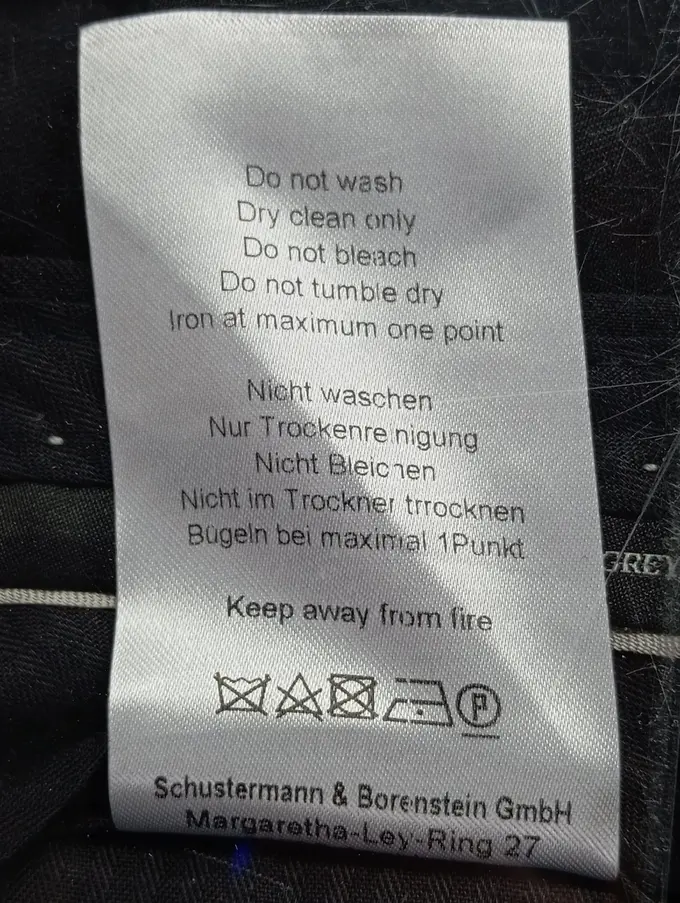 Do not wash
Dry clean only
Do not bleach
Do not tumble dry
Iron at maximum one point
Nicht waschen
Nur Trockenreinigung
Nicht Bleichen
Nicht im Trockner trrocknen
Bügeln bei maximal 1Punkt
GREY
Keep away from fire
P
Schustermann & Borenstein GmbH
Margaretha-Ley-Ring 27